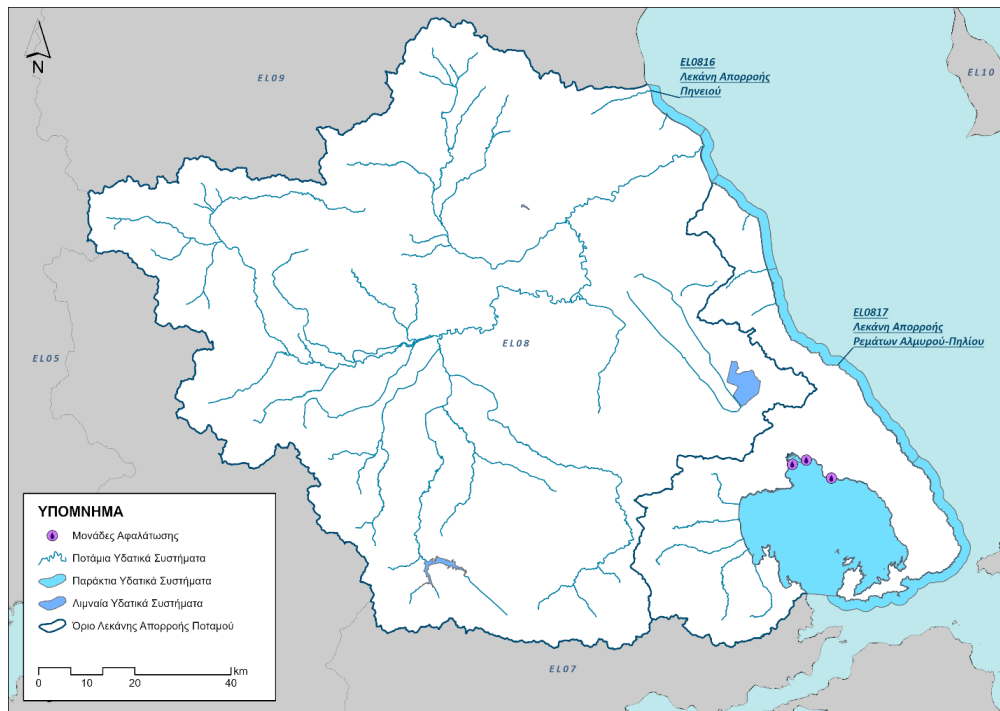 N
EL09
EL0816
Λεκάνη Απορροής
Πηνειού
EL10
EL05
EL08
EL0817
Λεκάνη Απορροής
Ρεμάτων Αλμυρού-Πηλίου
EL07
ΥΠΟΜΝΗΜΑ
Μονάδες Αφαλάτωσης
Ποτάμια Υδατικά Συστήματα
Παράκτια Υδατικά Συστήματα
Λιμναία Υδατικά Συστήματα
Όριο Λεκάνης Απορροής Ποταμού
km
0 10 20 40